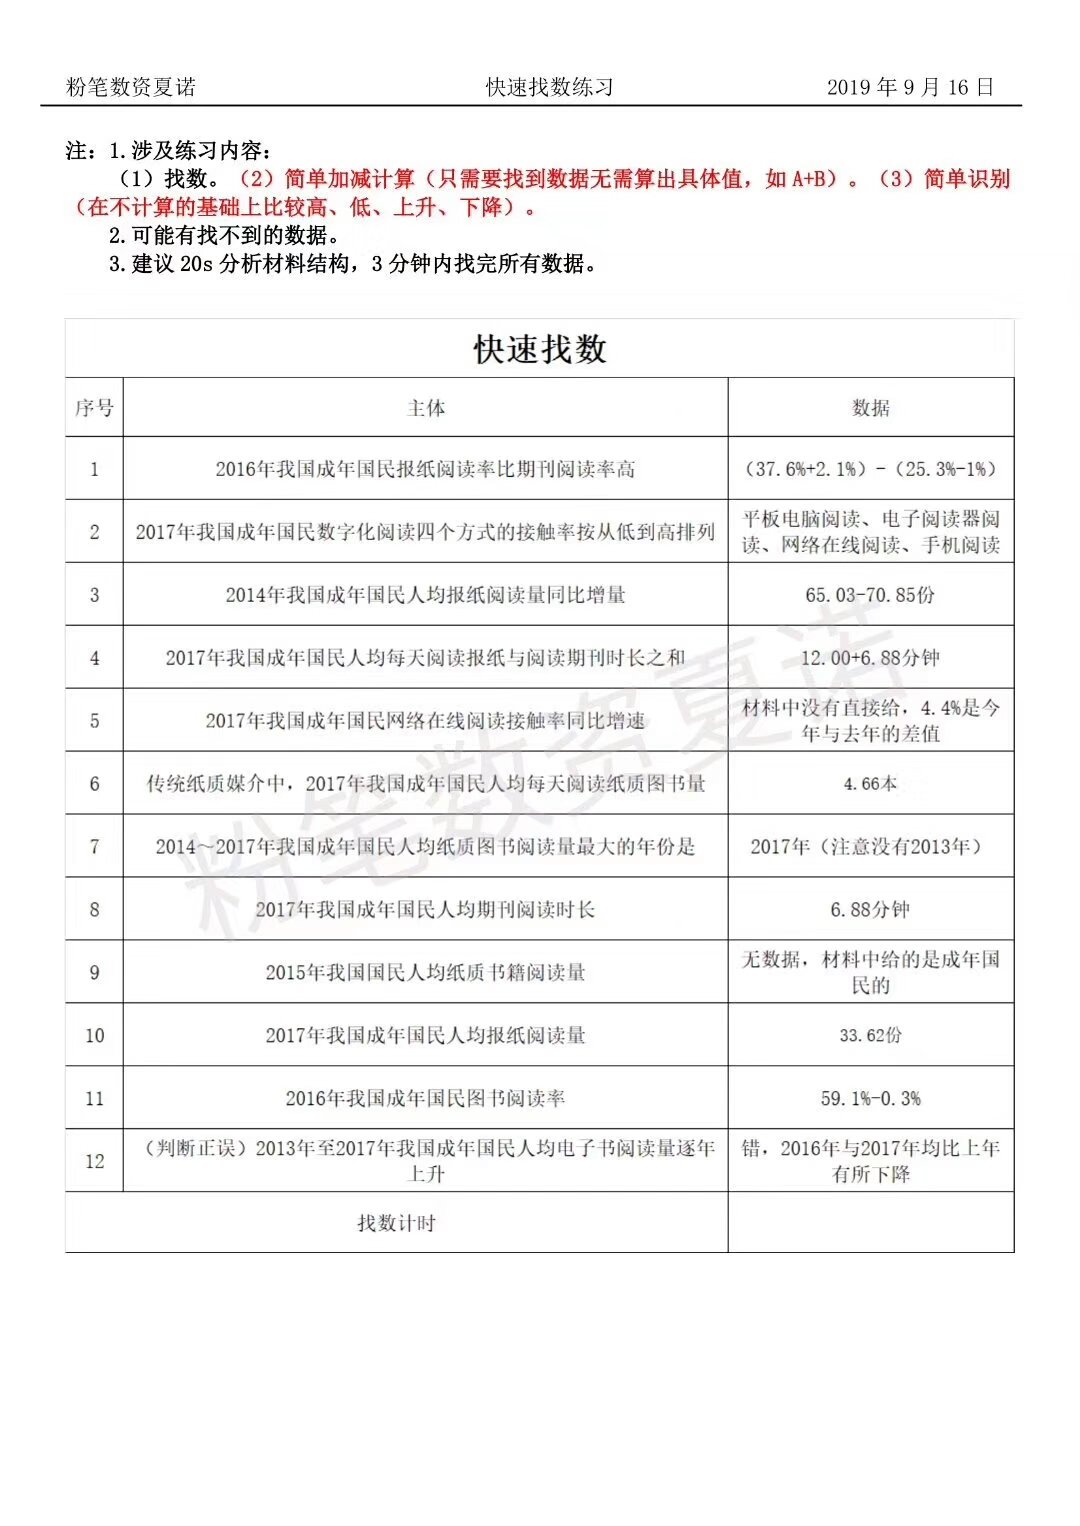 粉笔数资夏诺 快速找数练习 2019 年 9 月 16 日
注：1.涉及练习内容：
（1）找数。（2）简单加减计算（只需要找到数据无需算出具体值，如 A+B）。（3）简单识别
（在不计算的基础上比较高、低、上升、下降）。
2.可能有找不到的数据。
3.建议 20s 分析材料结构，3 分钟内找完所有数据。
快速找数
序号 主体 数据
1 2016年我国成年国民报纸阅读率比期刊阅读率高 （37.6%+2.1%）-（25.3%-1%）
2 2017年我国成年国民数字化阅读四个方式的接触率按从低到高排列 平板电脑阅读、电子阅读器阅
读、网络在线阅读、手机阅读
3 2014年我国成年国民人均报纸阅读量同比增量 65.03-70.85份
4 2017年我国成年国民人均每天阅读报纸与阅读期刊时长之和 12.00+6.88分钟
5 2017年我国成年国民网络在线阅读接触率同比增速 材料中没有直接给，4.4%是今
年与去年的差值
6 传统纸质媒介中，2017年我国成年国民人均每天阅读纸质图书量 4.66本
7 2014～2017年我国成年国民人均纸质图书阅读量最大的年份是 2017年（注意没有2013年）
8 2017年我国成年国民人均期刊阅读时长 6.88分钟
9 2015年我国国民人均纸质书籍阅读量 无数据，材料中给的是成年国
民的
10 2017年我国成年国民人均报纸阅读量 33.62份
11 2016年我国成年国民图书阅读率 59.1%-0.3%
12 （判断正误）2013年至2017年我国成年国民人均电子书阅读量逐年
上升 错，2016年与2017年均比上年
有所下降
找数计时
粉笔数资夏诺